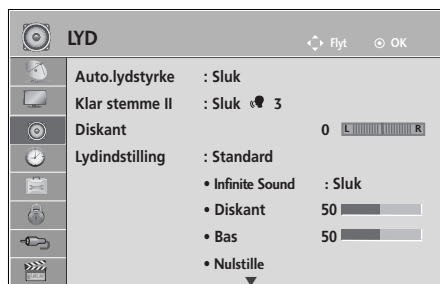 LYD Flyt OK
Auto.lydstyrke : Sluk
Klar stemme II : Sluk 3
Diskant 0 L R
Lydindstilling : Standard
• Infinite Sound : Sluk
• Diskant 50
• Bas 50
• Nulstille